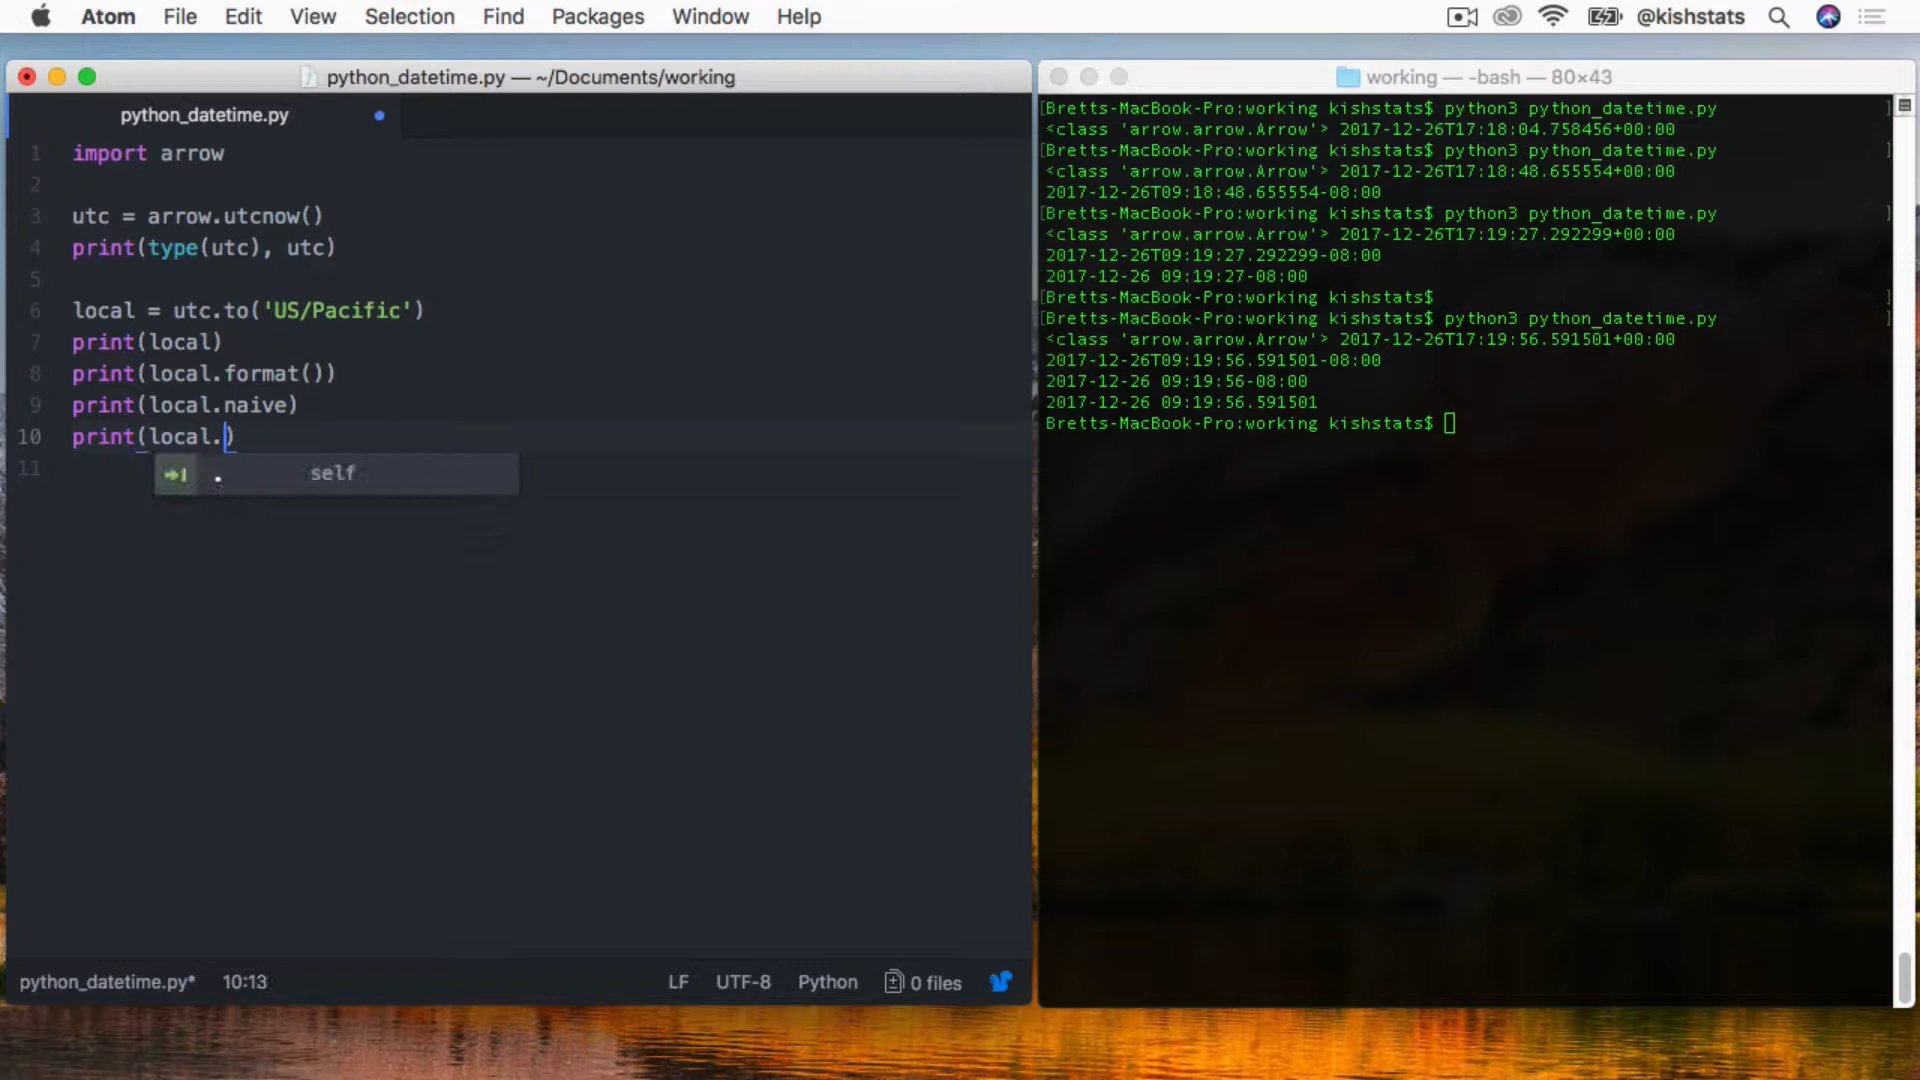 Atom File Edit View Selection Find Packages Window Help @kishstats
python_datetime.py — ~/Documents/working
python_datetime.py
1 import arrow
2
3 utc = arrow.utcnow()
4 print(type(utc), utc)
5
6 local = utc.to('US/Pacific')
7 print(local)
8 print(local.format())
9 print(local.naive)
10 print(local.)
11
. self
python_datetime.py* 10:13 LF UTF-8 Python 0 files
working — -bash — 80×43
[Bretts-MacBook-Pro:working kishstats$ python3 python_datetime.py ]
<class 'arrow.arrow.Arrow'> 2017-12-26T17:18:04.758456+00:00
[Bretts-MacBook-Pro:working kishstats$ python3 python_datetime.py ]
<class 'arrow.arrow.Arrow'> 2017-12-26T17:18:48.655554+00:00
2017-12-26T09:18:48.655554-08:00
[Bretts-MacBook-Pro:working kishstats$ python3 python_datetime.py ]
<class 'arrow.arrow.Arrow'> 2017-12-26T17:19:27.292299+00:00
2017-12-26T09:19:27.292299-08:00
2017-12-26 09:19:27-08:00
[Bretts-MacBook-Pro:working kishstats$ ]
[Bretts-MacBook-Pro:working kishstats$ python3 python_datetime.py ]
<class 'arrow.arrow.Arrow'> 2017-12-26T17:19:56.591501+00:00
2017-12-26T09:19:56.591501-08:00
2017-12-26 09:19:56-08:00
2017-12-26 09:19:56.591501
Bretts-MacBook-Pro:working kishstats$